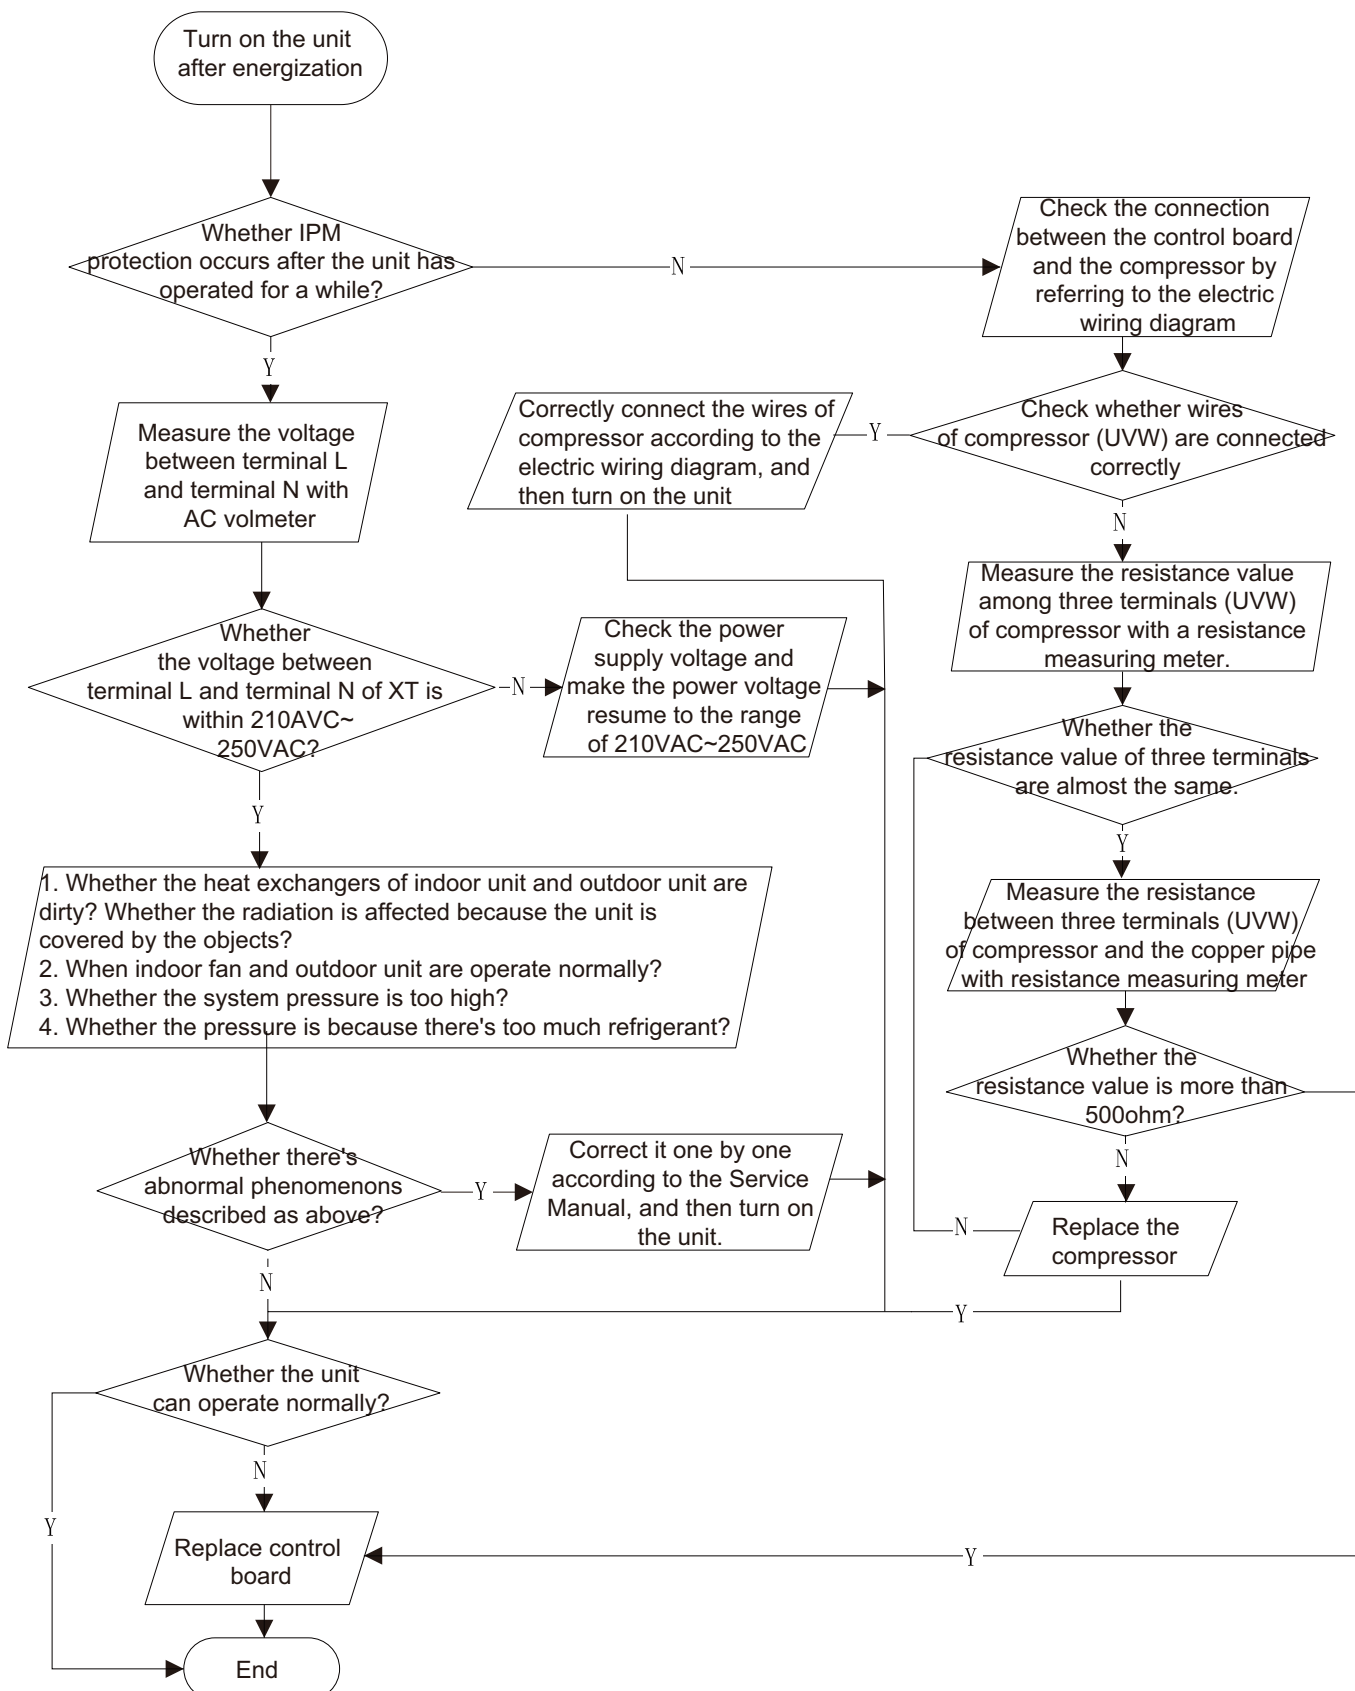 Turn on the unit
after energization
Whether IPM
protection occurs after the unit has
operated for a while?
N
Y
Check the connection
between the control board
and the compressor by
referring to the electric
wiring diagram
Measure the voltage
between terminal L
and terminal N with
AC volmeter
Correctly connect the wires of
compressor according to the
electric wiring diagram, and
then turn on the unit
Y
Check whether wires
of compressor (UVW) are connected
correctly
N
Measure the resistance value
among three terminals (UVW)
of compressor with a resistance
measuring meter.
Whether
the voltage between
terminal L and terminal N of XT is
within 210AVC~
250VAC?
N
Check the power
supply voltage and
make the power voltage
resume to the range
of 210VAC~250VAC
Y
Whether the
resistance value of three terminals
are almost the same.
Y
1. Whether the heat exchangers of indoor unit and outdoor unit are
dirty? Whether the radiation is affected because the unit is
covered by the objects?
2. When indoor fan and outdoor unit are operate normally?
3. Whether the system pressure is too high?
4. Whether the pressure is because there's too much refrigerant?
Measure the resistance
between three terminals (UVW)
of compressor and the copper pipe
with resistance measuring meter
Whether the
resistance value is more than
500ohm?
N
Whether there's
abnormal phenomenons
described as above?
Y
Correct it one by one
according to the Service
Manual, and then turn on
the unit.
N
Replace the
compressor
N
Y
Whether the unit
can operate normally?
N
Y
Replace control
board
Y
End